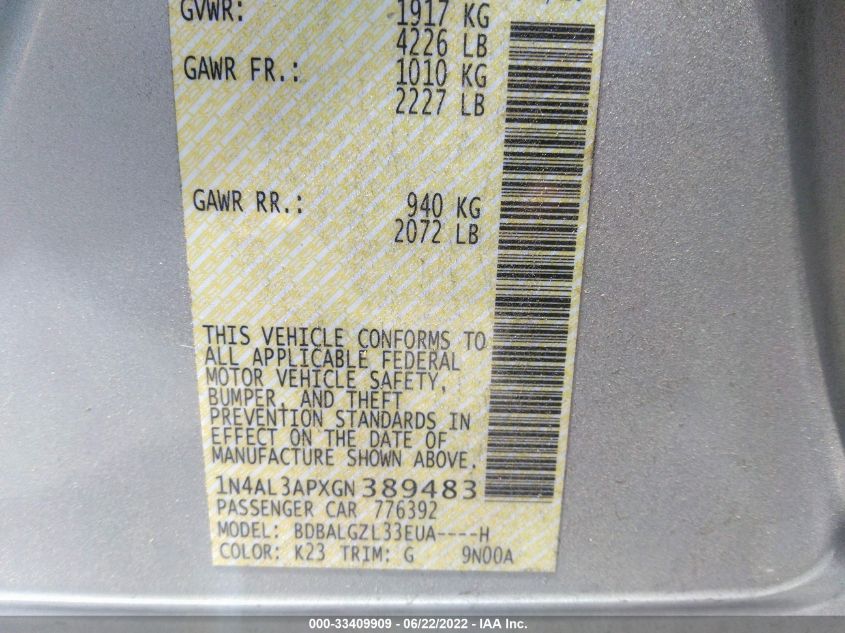 GVWR: 1917 KG
4226 LB
GAWR FR.: 1010 KG
2227 LB
GAWR RR.: 940 KG
2072 LB
THIS VEHICLE CONFORMS TO
ALL APPLICABLE FEDERAL
MOTOR VEHICLE SAFETY,
BUMPER, AND THEFT
PREVENTION STANDARDS IN
EFFECT ON THE DATE OF
MANUFACTURE SHOWN ABOVE.
1N4AL3APXGN 389483
PASSENGER CAR 776392
MODEL: BDBALGZL33EUA----H
COLOR: K23 TRIM: G 9N00A
000-33409909 - 06/22/2022 - IAA Inc.